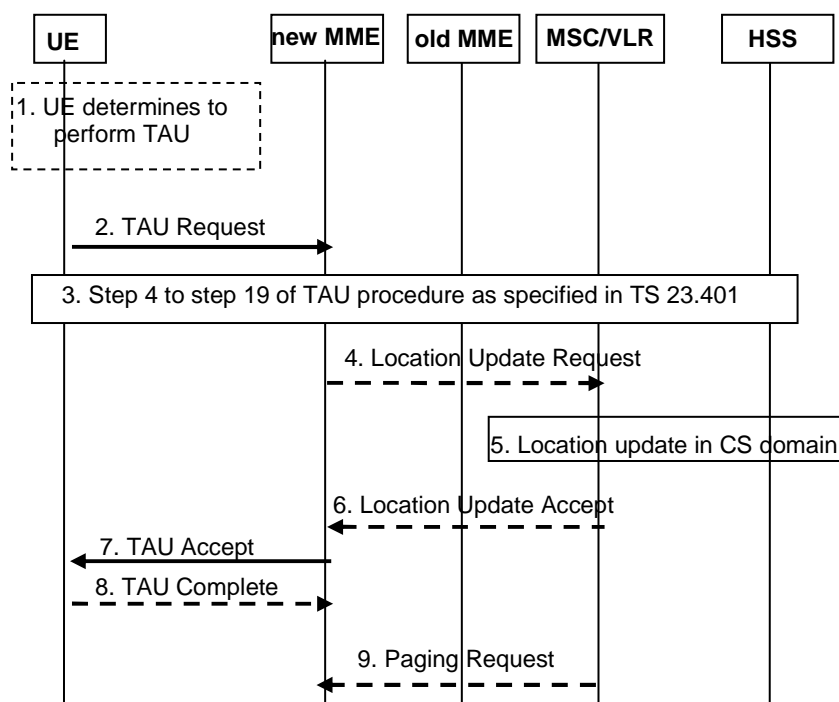 UE
new MME
old MME
MSC/VLR
HSS
1. UE determines to
perform TAU
2. TAU Request
3. Step 4 to step 19 of TAU procedure as specified in TS 23.401
4. Location Update Request
5. Location update in CS domain
6. Location Update Accept
7. TAU Accept
8. TAU Complete
9. Paging Request